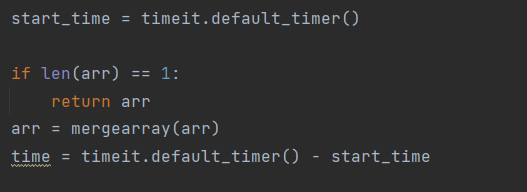 start_time = timeit.default_timer()
if len(arr) == 1:
    return arr
arr = mergearray(arr)
time = timeit.default_timer() - start_time